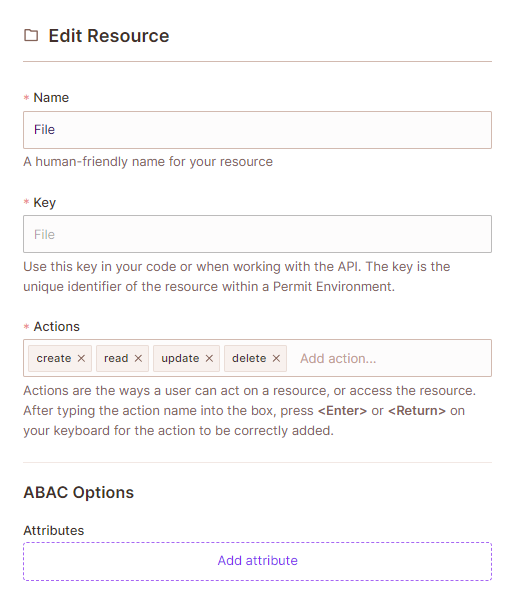 Edit Resource
* Name
File
A human-friendly name for your resource
* Key
File
Use this key in your code or when working with the API. The key is the
unique identifier of the resource within a Permit Environment.
* Actions
create × read × update × delete × Add action...
Actions are the ways a user can act on a resource, or access the resource.
After typing the action name into the box, press <Enter> or <Return> on
your keyboard for the action to be correctly added.
ABAC Options
Attributes
Add attribute